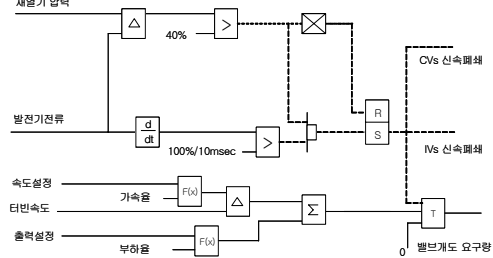 재열기 압력
△
>
40%
CVs 신속폐쇄
R
발전기전류
d
dt
S
100%/10msec
>
IVs 신속폐쇄
속도설정
F(x)
가속율
△
터빈속도
Σ
T
출력설정
F(x)
부하율
0
밸브개도 요구량